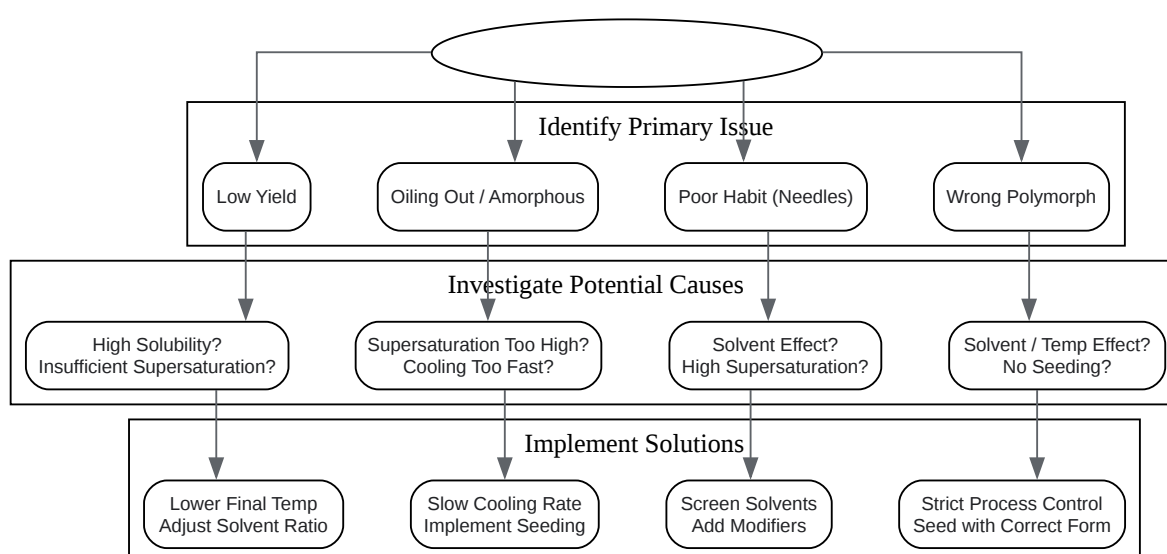 Identify Primary Issue
Low Yield
Oiling Out / Amorphous
Poor Habit (Needles)
Wrong Polymorph
Investigate Potential Causes
High Solubility?
Insufficient Supersaturation?
Supersaturation Too High?
Cooling Too Fast?
Solvent Effect?
High Supersaturation?
Solvent / Temp Effect?
No Seeding?
Implement Solutions
Lower Final Temp
Adjust Solvent Ratio
Slow Cooling Rate
Implement Seeding
Screen Solvents
Add Modifiers
Strict Process Control
Seed with Correct Form